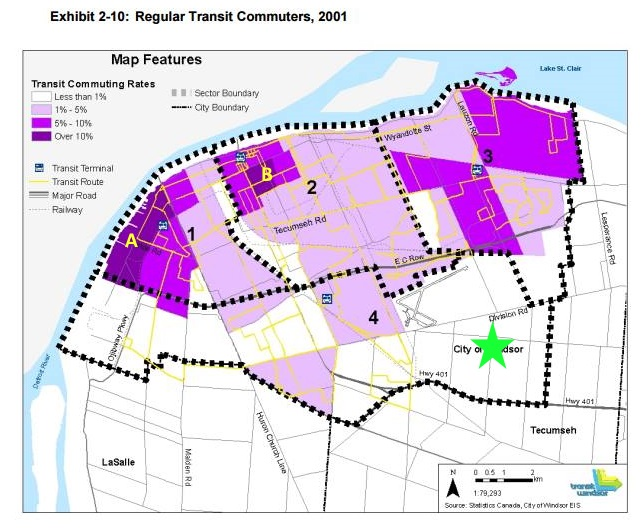 Exhibit 2-10: Regular Transit Commuters, 2001
Map Features
Transit Commuting Rates
Less than 1%
1% - 5%
5% - 10%
Over 10%
Sector Boundary
City Boundary
Transit Terminal
Transit Route
Major Road
Railway
Lake St. Clair
Wyandotte St
Lauzon Rd
3
B
2
Tecumseh Rd
A
1
Lesperance Rd
E C Row
4
Division Rd
City of
Ojibway Pkwy
Detroit River
Hwy 401
Hwy 401
Tecumseh
LaSalle
Malden Rd
Huron Church Line
N
0 0.5 1 2
km
1:79,293
transit
windsor
Source: Statistics Canada, City of Windsor EIS